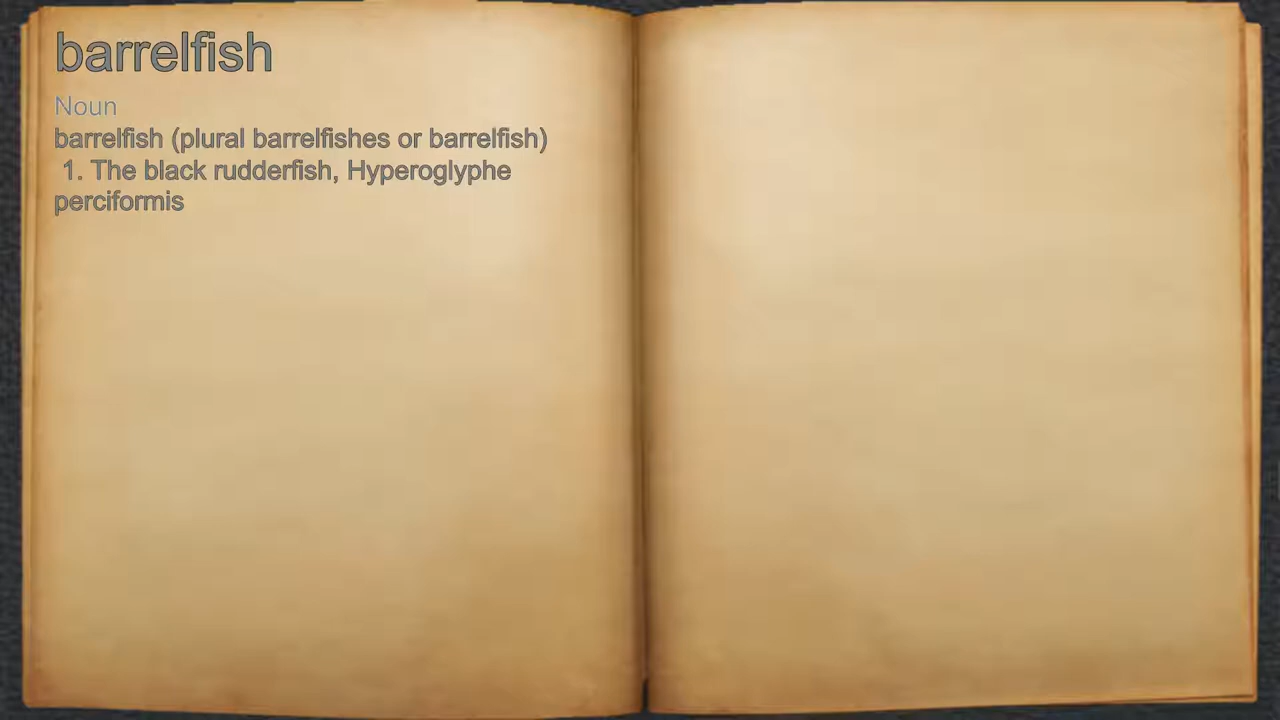 barrelfish
Noun
barrelfish (plural barrelfishes or barrelfish)
1. The black rudderfish, Hyperoglyphe
perciformis